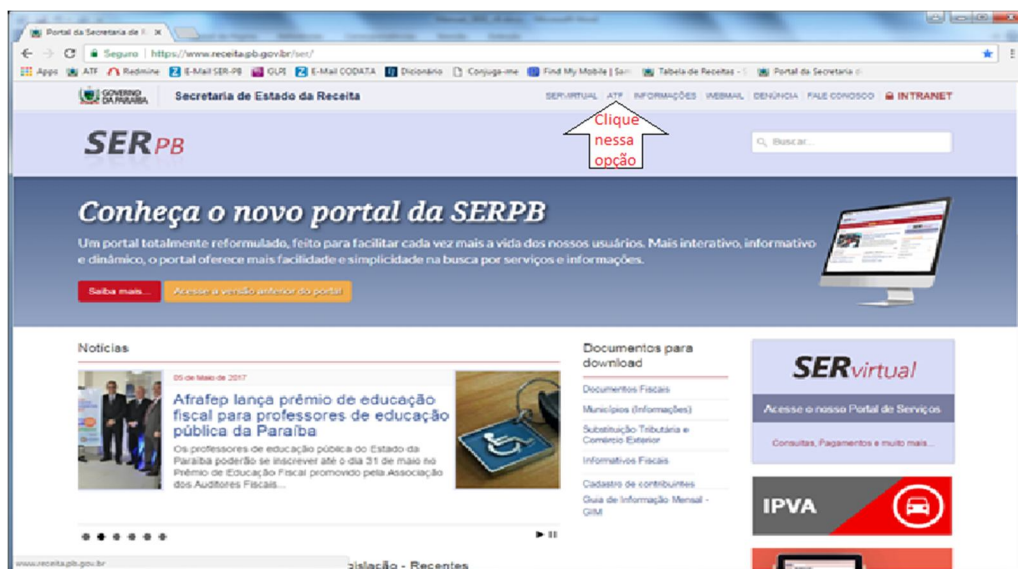 Portal da Secretaria de R
Seguro | https://www.receita.pb.gov.br/ser/
Apps ATF Redmine E-Mail SER-PB GLPI E-Mail CODATA Dicionário Conjuga-me Find My Mobile | Sam Tabela de Receitas - S Portal da Secretaria d
GOVERNO DA PARAÍBA
Secretaria de Estado da Receita
SERVIRTUAL | ATF | INFORMAÇÕES | WEBMAIL | DENÚNCIA | FALE CONOSCO | INTRANET
Clique
nessa
opção
SERPB
Buscar...
Conheça o novo portal da SERPB
Um portal totalmente reformulado, feito para facilitar cada vez mais a vida dos nossos usuários. Mais interativo, informativo
e dinâmico, o portal oferece mais facilidade e simplicidade na busca por serviços e informações.
Saiba mais...
Acesse a versão anterior do portal
Notícias
05 de Maio de 2017
Afrafep lança prêmio de educação
fiscal para professores de educação
pública da Paraíba
Os professores de educação pública do Estado da
Paraíba poderão se inscrever até o dia 31 de maio no
Prêmio de Educação Fiscal promovido pela Associação
dos Auditores Fiscais...
Documentos para
download
Documentos Fiscais
Municípios (Informações)
Substituição Tributária e
Comércio Exterior
Informativos Fiscais
Cadastro de contribuintes
Guia de Informação Mensal -
GIM
SERvirtual
Acesse o nosso Portal de Serviços
Consultas, Pagamentos e muito mais...
IPVA
www.receita.pb.gov.br
gislação - Recentes